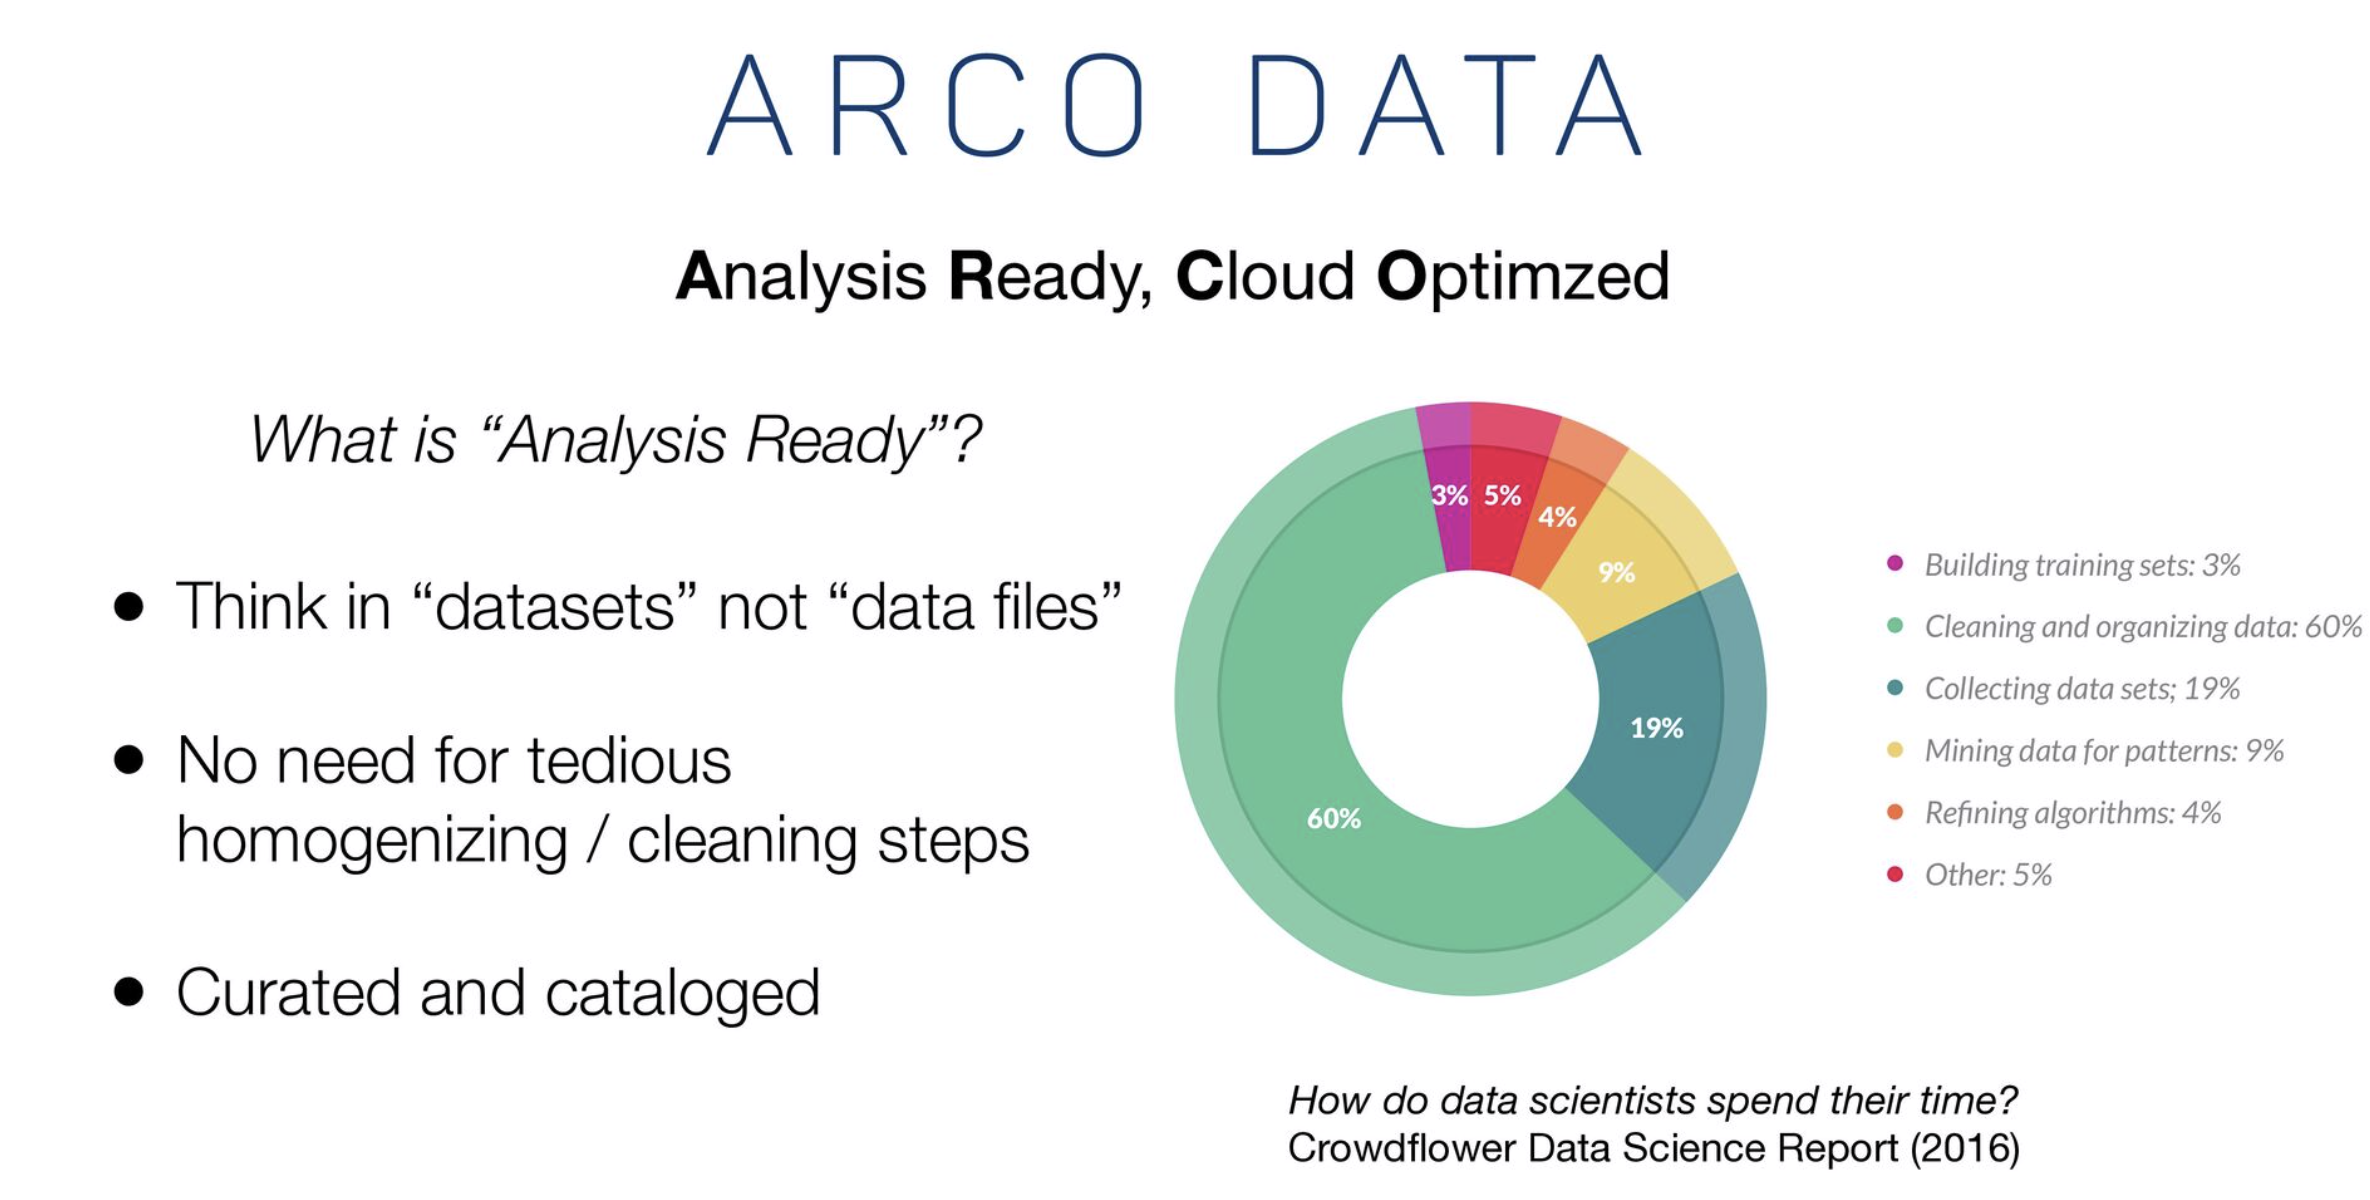 ARCO DATA
Analysis Ready, Cloud Optimzed
What is “Analysis Ready”?
● Think in “datasets” not “data files”
● No need for tedious
homogenizing / cleaning steps
● Curated and cataloged
3%
5%
4%
9%
19%
60%
Building training sets: 3%
Cleaning and organizing data: 60%
Collecting data sets; 19%
Mining data for patterns: 9%
Refining algorithms: 4%
Other: 5%
How do data scientists spend their time?
Crowdflower Data Science Report (2016)